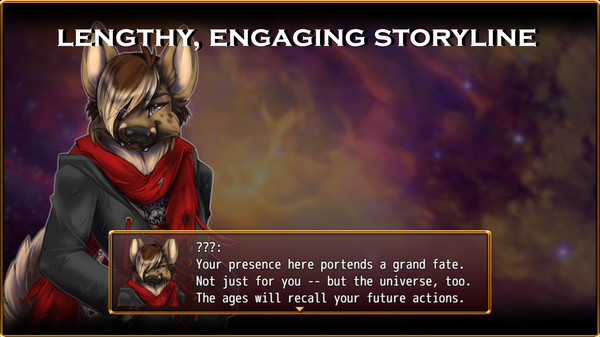 LENGTHY, ENGAGING STORYLINE
???:
Your presence here portends a grand fate.
Not just for you -- but the universe, too.
The ages will recall your future actions.